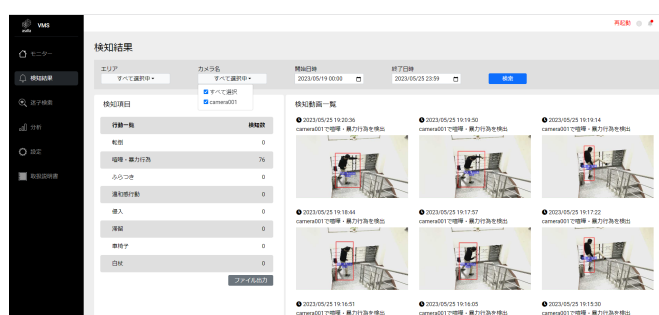 asilla VMS
再起動
モニター
検知結果
迷子検索
分析
設定
取扱説明書
検知結果
エリア カメラ名 開始日時 終了日時
すべて選択中 すべて選択中 2023/05/19 00:00 2023/05/25 23:59 検索
すべて選択
camera001
検知項目
行動一覧 検知数
転倒 0
喧嘩・暴力行為 76
ふらつき 0
違和感行動 0
侵入 0
滞留 0
車椅子 0
白杖 0
ファイル出力
検知動画一覧
2023/05/25 19:20:36 2023/05/25 19:19:50 2023/05/25 19:19:14
camera001で喧嘩・暴力行為を検出 camera001で喧嘩・暴力行為を検出 camera001で喧嘩・暴力行為を検出
2023/05/25 19:18:44 2023/05/25 19:17:57 2023/05/25 19:17:22
camera001で喧嘩・暴力行為を検出 camera001で喧嘩・暴力行為を検出 camera001で喧嘩・暴力行為を検出
2023/05/25 19:16:51 2023/05/25 19:16:05 2023/05/25 19:15:30
camera001で喧嘩・暴力行為を検出 camera001で喧嘩・暴力行為を検出 camera001で喧嘩・暴力行為を検出